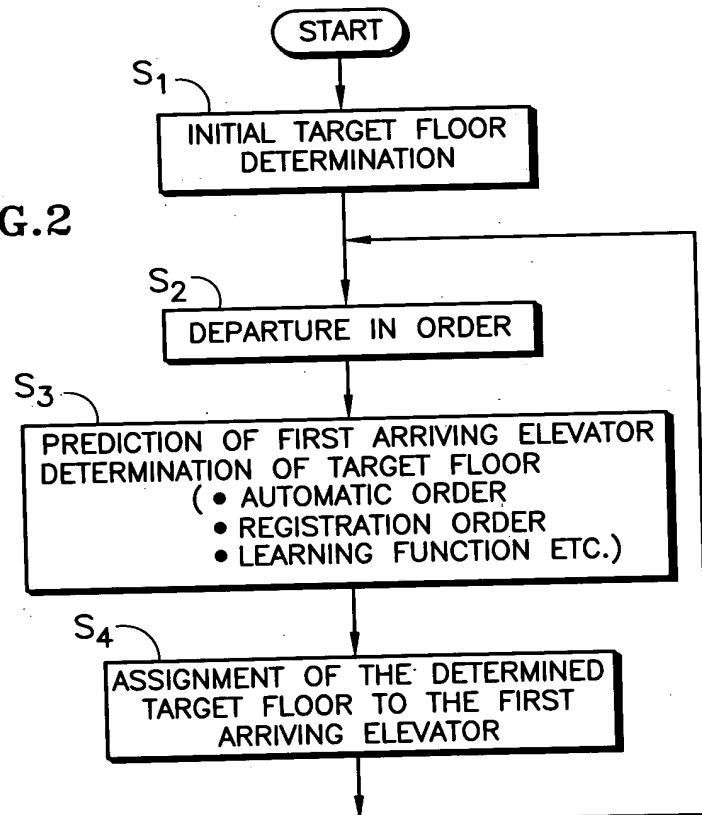 START
S1
INITIAL TARGET FLOOR
DETERMINATION
G.2
S2
DEPARTURE IN ORDER
S3
PREDICTION OF FIRST ARRIVING ELEVATOR
DETERMINATION OF TARGET FLOOR
( • AUTOMATIC ORDER
• REGISTRATION ORDER
• LEARNING FUNCTION ETC.)
S4
ASSIGNMENT OF THE DETERMINED
TARGET FLOOR TO THE FIRST
ARRIVING ELEVATOR